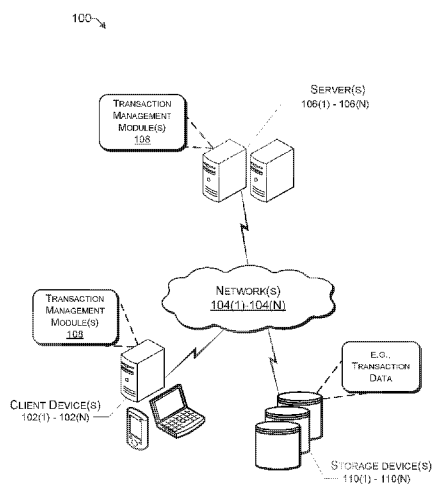 100
SERVER(S)
106(1) - 106(N)
TRANSACTION
MANAGEMENT
MODULE(S)
108
NETWORK(S)
104(1)-104(N)
TRANSACTION
MANAGEMENT
MODULE(S)
108
E.G.,
TRANSACTION
DATA
CLIENT DEVICE(S)
102(1) - 102(N)
STORAGE DEVICE(S)
110(1) - 110(N)